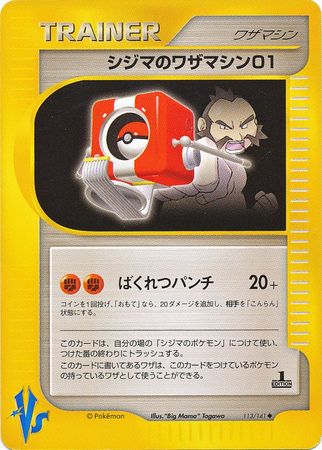 TRAINER
ワザマシン
シジマのワザマシン01
ばくれつパンチ 20+
コインを1回投げ、「おもて」なら、20ダメージを追加し、相手を「こんらん」
状態にする。
このカードは、自分の場の「シジマのポケモン」につけて使い、
つけた番の終わりにトラッシュする。
このカードに書いてあるワザは、このカードをつけているポケモン
の持っているワザとして使うことができる。
1
EDITION
VS
© Pokémon Illus."Big Mama" Tagawa 113/141